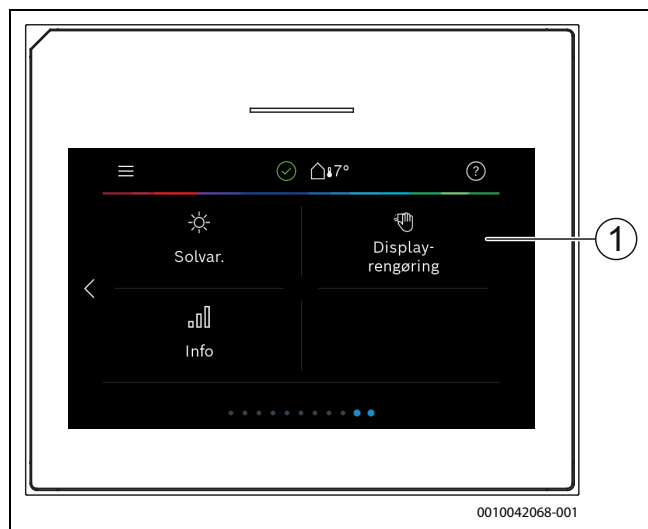 7°
?
Solvar.
Display-
rengøring
1
Info
0010042068-001